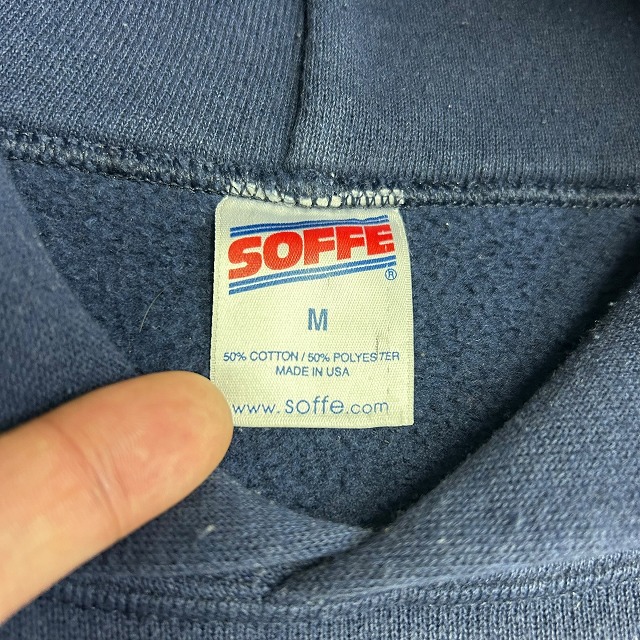 SOFFE
®
M
50% COTTON / 50% POLYESTER
MADE IN USA
www.soffe.com